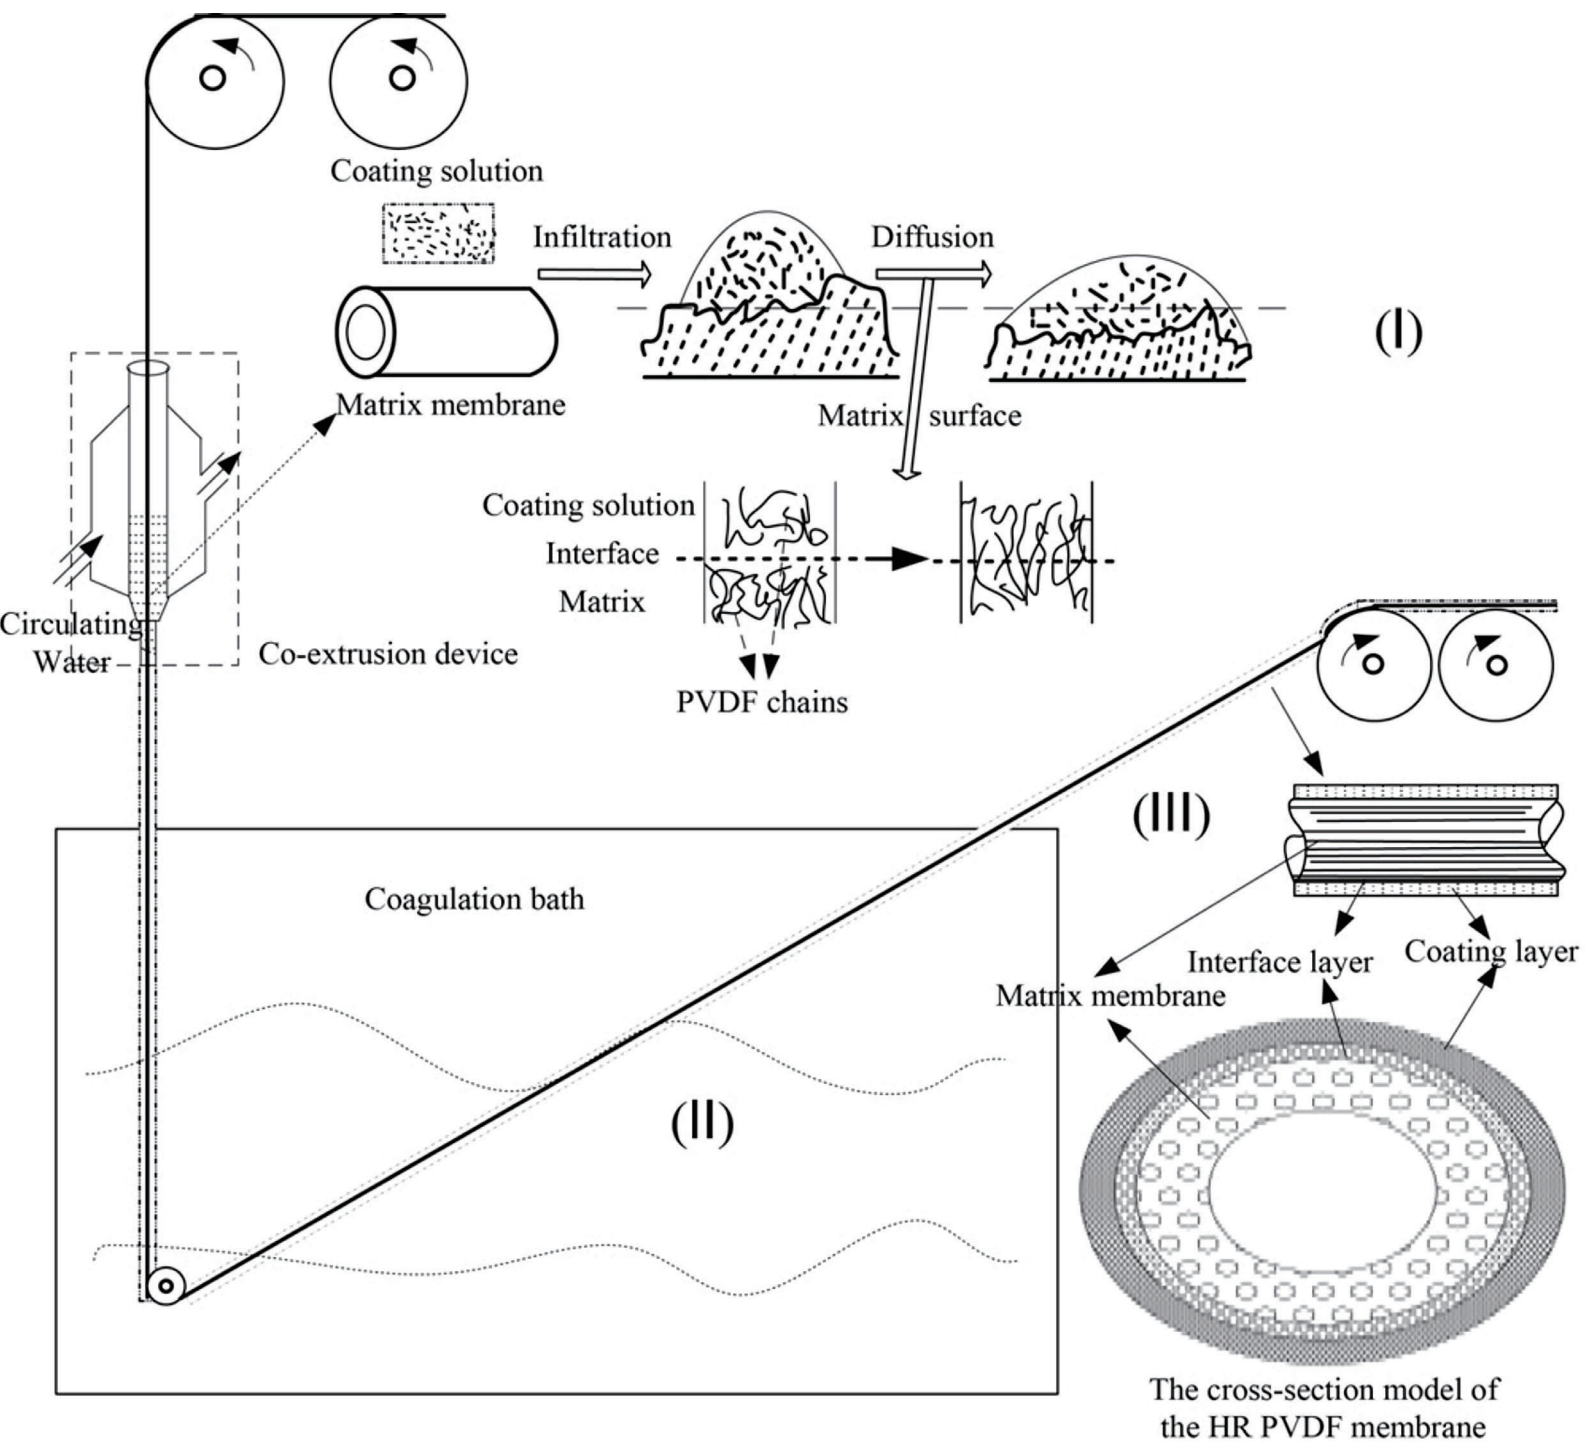 Coating solution
Infiltration
Diffusion
(I)
Matrix membrane
Matrix surface
Coating solution
Interface
Matrix
Circulating
Water
Co-extrusion device
PVDF chains
(III)
Coagulation bath
Interface layer
Coating layer
Matrix membrane
(II)
The cross-section model of
the HR PVDF membrane